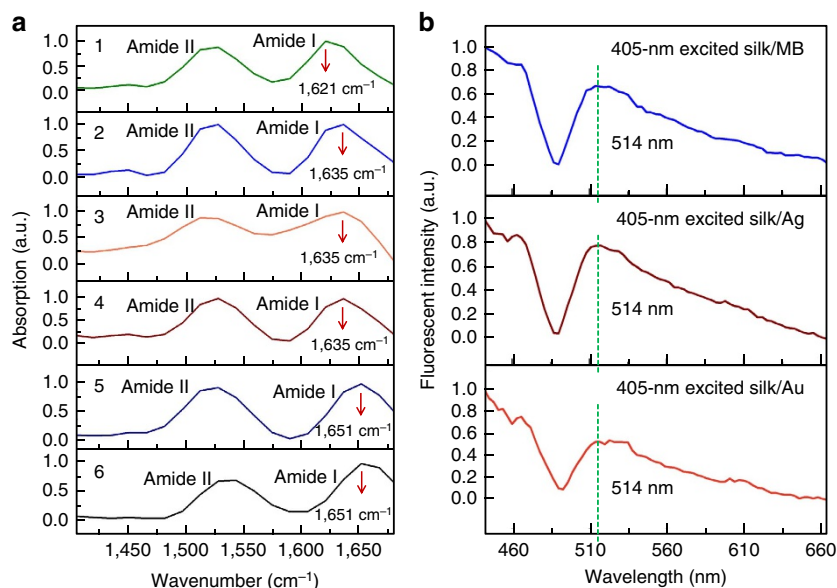 a
Absorption (a.u.)
1.0
0.5
0.0
1
Amide II
Amide I
1,621 cm⁻¹
1.0
0.5
0.0
2
Amide II
Amide I
1,635 cm⁻¹
1.0
0.5
0.0
3
Amide II
Amide I
1,635 cm⁻¹
1.0
0.5
0.0
4
Amide II
Amide I
1,635 cm⁻¹
1.0
0.5
0.0
5
Amide II
Amide I
1,651 cm⁻¹
1.0
0.5
0.0
6
Amide II
Amide I
1,651 cm⁻¹
1,450 1,500 1,550 1,600 1,650
Wavenumber (cm⁻¹)
b
Fluorescent intensity (a.u.)
1.0
0.8
0.6
0.4
0.2
0.0
405-nm excited silk/MB
514 nm
1.0
0.8
0.6
0.4
0.2
0.0
405-nm excited silk/Ag
514 nm
1.0
0.8
0.6
0.4
0.2
0.0
405-nm excited silk/Au
514 nm
460 510 560 610 660
Wavelength (nm)